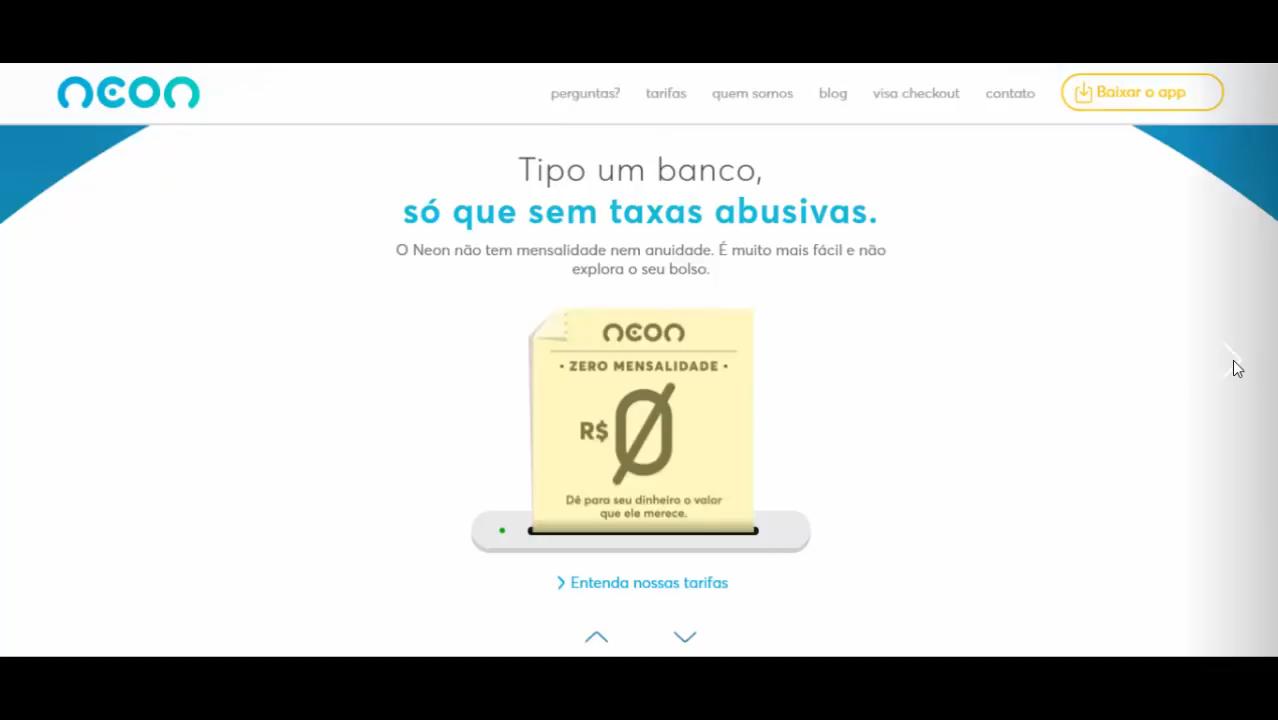 neon
perguntas? tarifas quem somos blog visa checkout contato Baixar o app
Tipo um banco,
só que sem taxas abusivas.
O Neon não tem mensalidade nem anuidade. É muito mais fácil e não
explora o seu bolso.
neon
• ZERO MENSALIDADE •
R$ 0
Dê para seu dinheiro o valor
que ele merece.
Entenda nossas tarifas